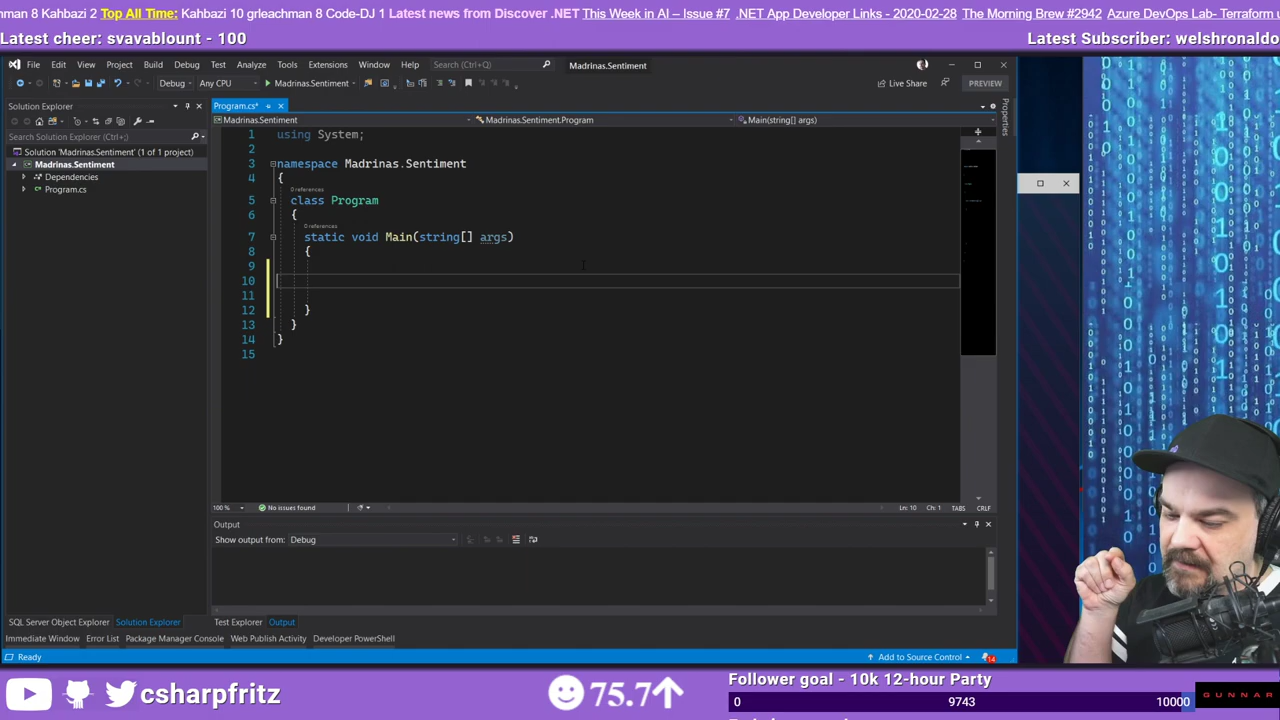 hman 8 Kahbazi 2 Top All Time: Kahbazi 10 grleachman 8 Code-DJ 1 Latest news from Discover .NET This Week in AI – Issue #7 .NET App Developer Links - 2020-02-28 The Morning Brew #2942 Azure DevOps Lab- Terraform u
Latest cheer: svavablount - 100
Latest Subscriber: welshronaldo
File Edit View Project Build Debug Test Analyze Tools Extensions Window Help Search (Ctrl+Q) Madrinas.Sentiment
Debug Any CPU Madrinas.Sentiment Live Share PREVIEW
Solution Explorer
Program.cs*
Properties
Madrinas.Sentiment Madrinas.Sentiment.Program Main(string[] args)
Search Solution Explorer (Ctrl+;)
Solution 'Madrinas.Sentiment' (1 of 1 project)
Madrinas.Sentiment
Dependencies
Program.cs
1 using System;
2
3 namespace Madrinas.Sentiment
4 {
0 references
5 class Program
6 {
0 references
7 static void Main(string[] args)
8 {
9
10
11
12 }
13 }
14 }
15
100 % No issues found Ln: 10 Ch: 1 TABS CRLF
Output
Show output from: Debug
SQL Server Object Explorer Solution Explorer Test Explorer Output
Immediate Window Error List Package Manager Console Web Publish Activity Developer PowerShell
Ready Add to Source Control 14
csharpfritz
75.7
Follower goal - 10k 12-hour Party
0 9743 10000
GUNNAR